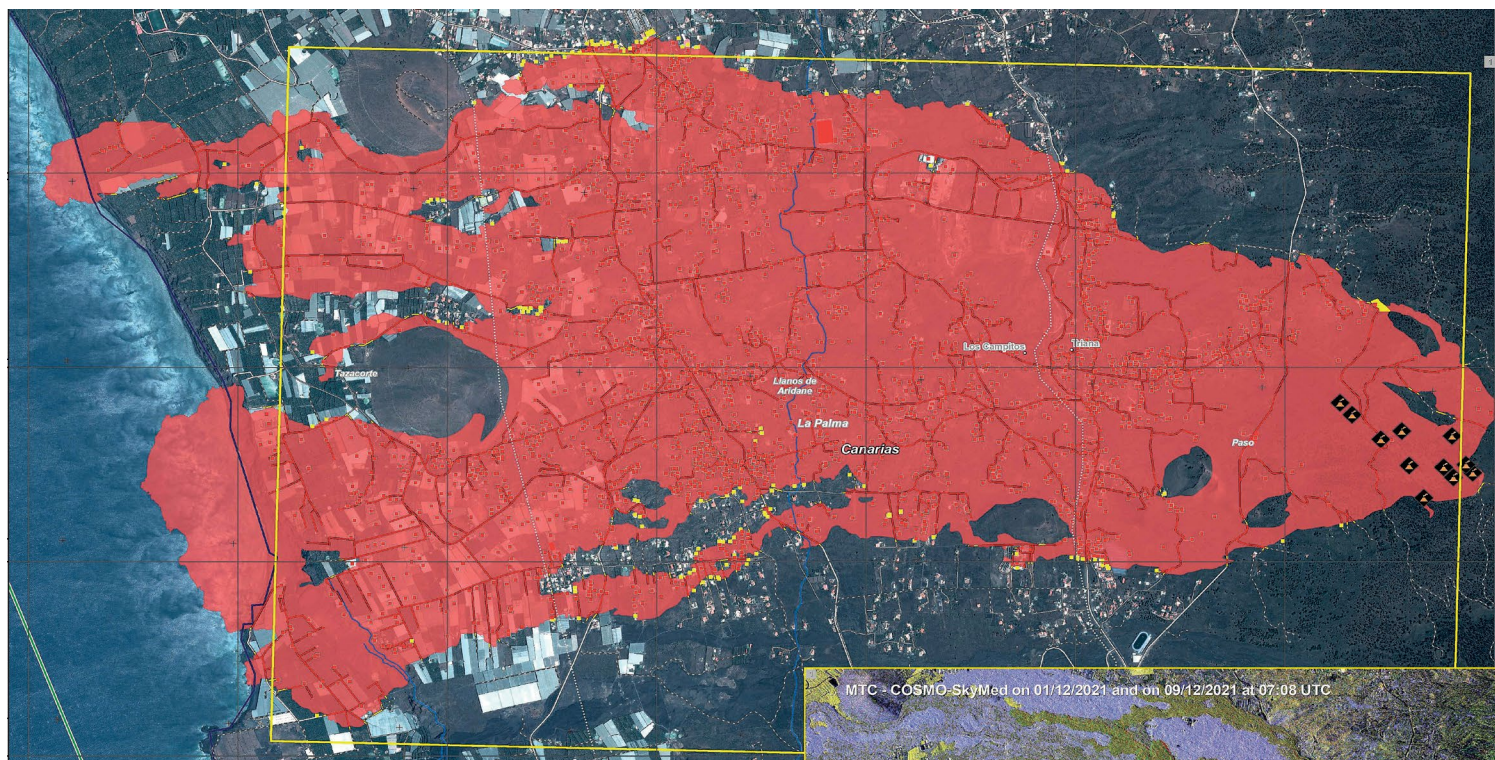 1
Los Campitos
Triana
Tazacorte
Llanos de
Aridane
La Palma
Canarias
Paso
MTC - COSMO-SkyMed on 01/12/2021 and on 09/12/2021 at 07:08 UTC